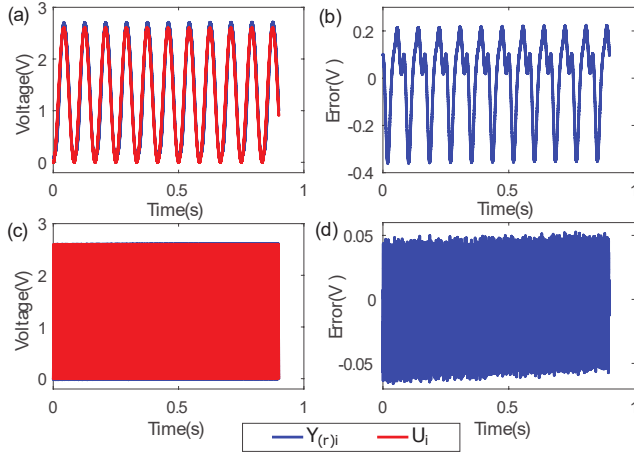 (a)
3
2
1
0
Voltage(V)
0
0.5
1
Time(s)
(b)
0.2
0
-0.2
-0.4
Error(V )
0
0.5
1
Time(s)
(c)
3
2
1
0
Voltage(V)
0
0.5
1
Time(s)
(d)
0.05
0
-0.05
Error(V )
0
0.5
1
Time(s)
Y(r)i
Ui